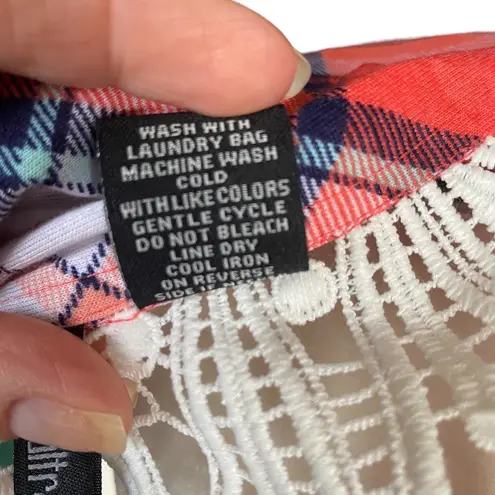 WASH WITH
LAUNDRY BAG
MACHINE WASH
COLD
WITH LIKE COLORS
GENTLE CYCLE
DO NOT BLEACH
LINE DRY
COOL IRON
ON REVERSE
SIDE